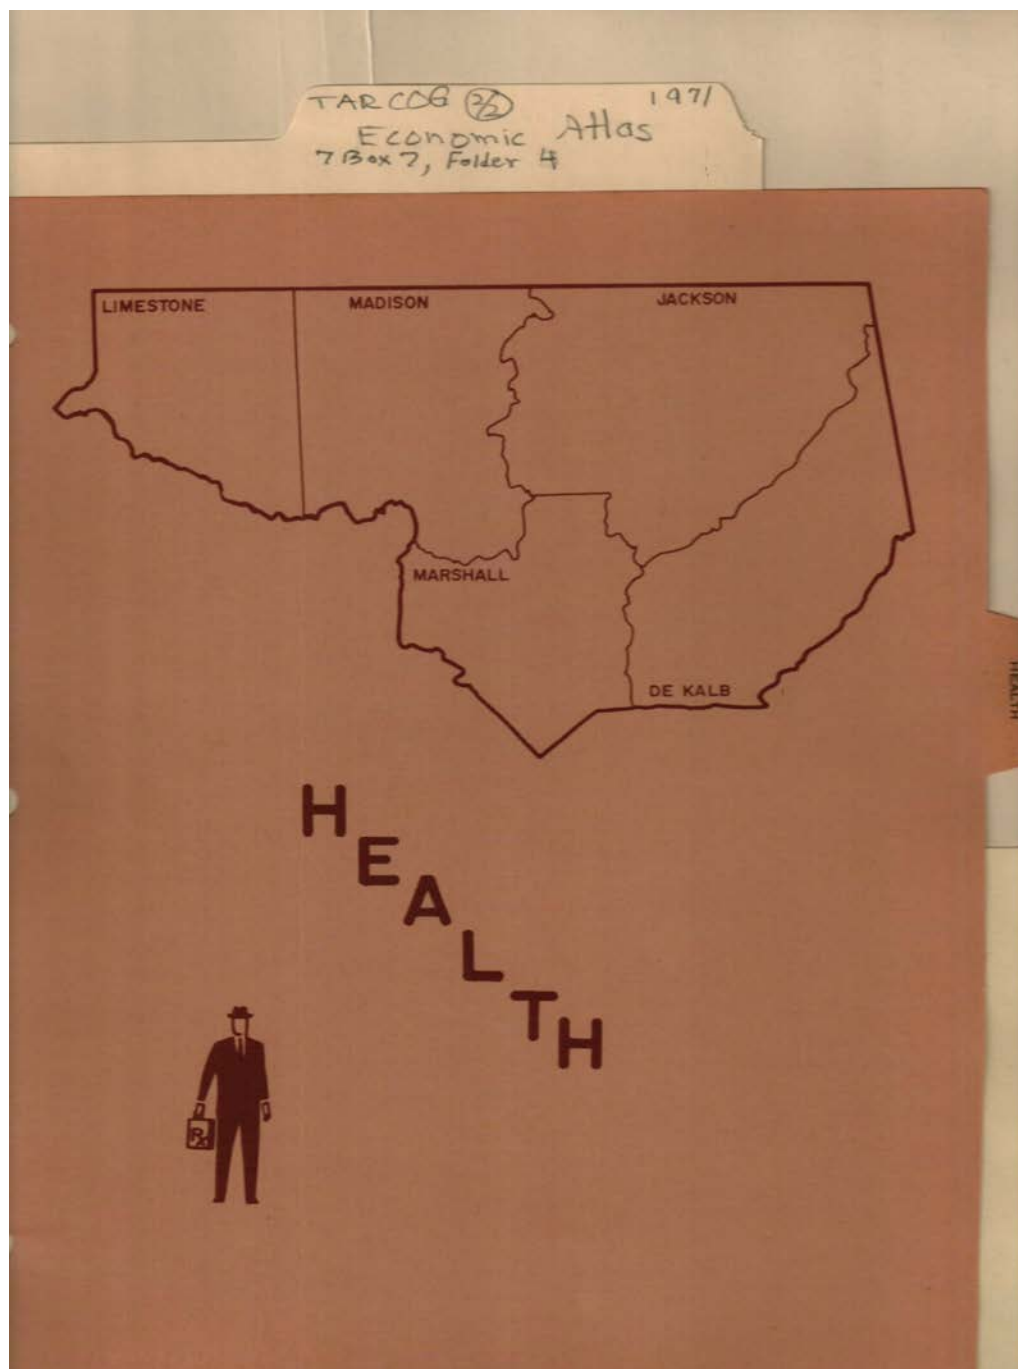 TARCOG 2/2 1971
Economic Atlas
7 Box 7, Folder 4
LIMESTONE MADISON JACKSON
MARSHALL
DE KALB
HEALTH
HEALTH
Rx